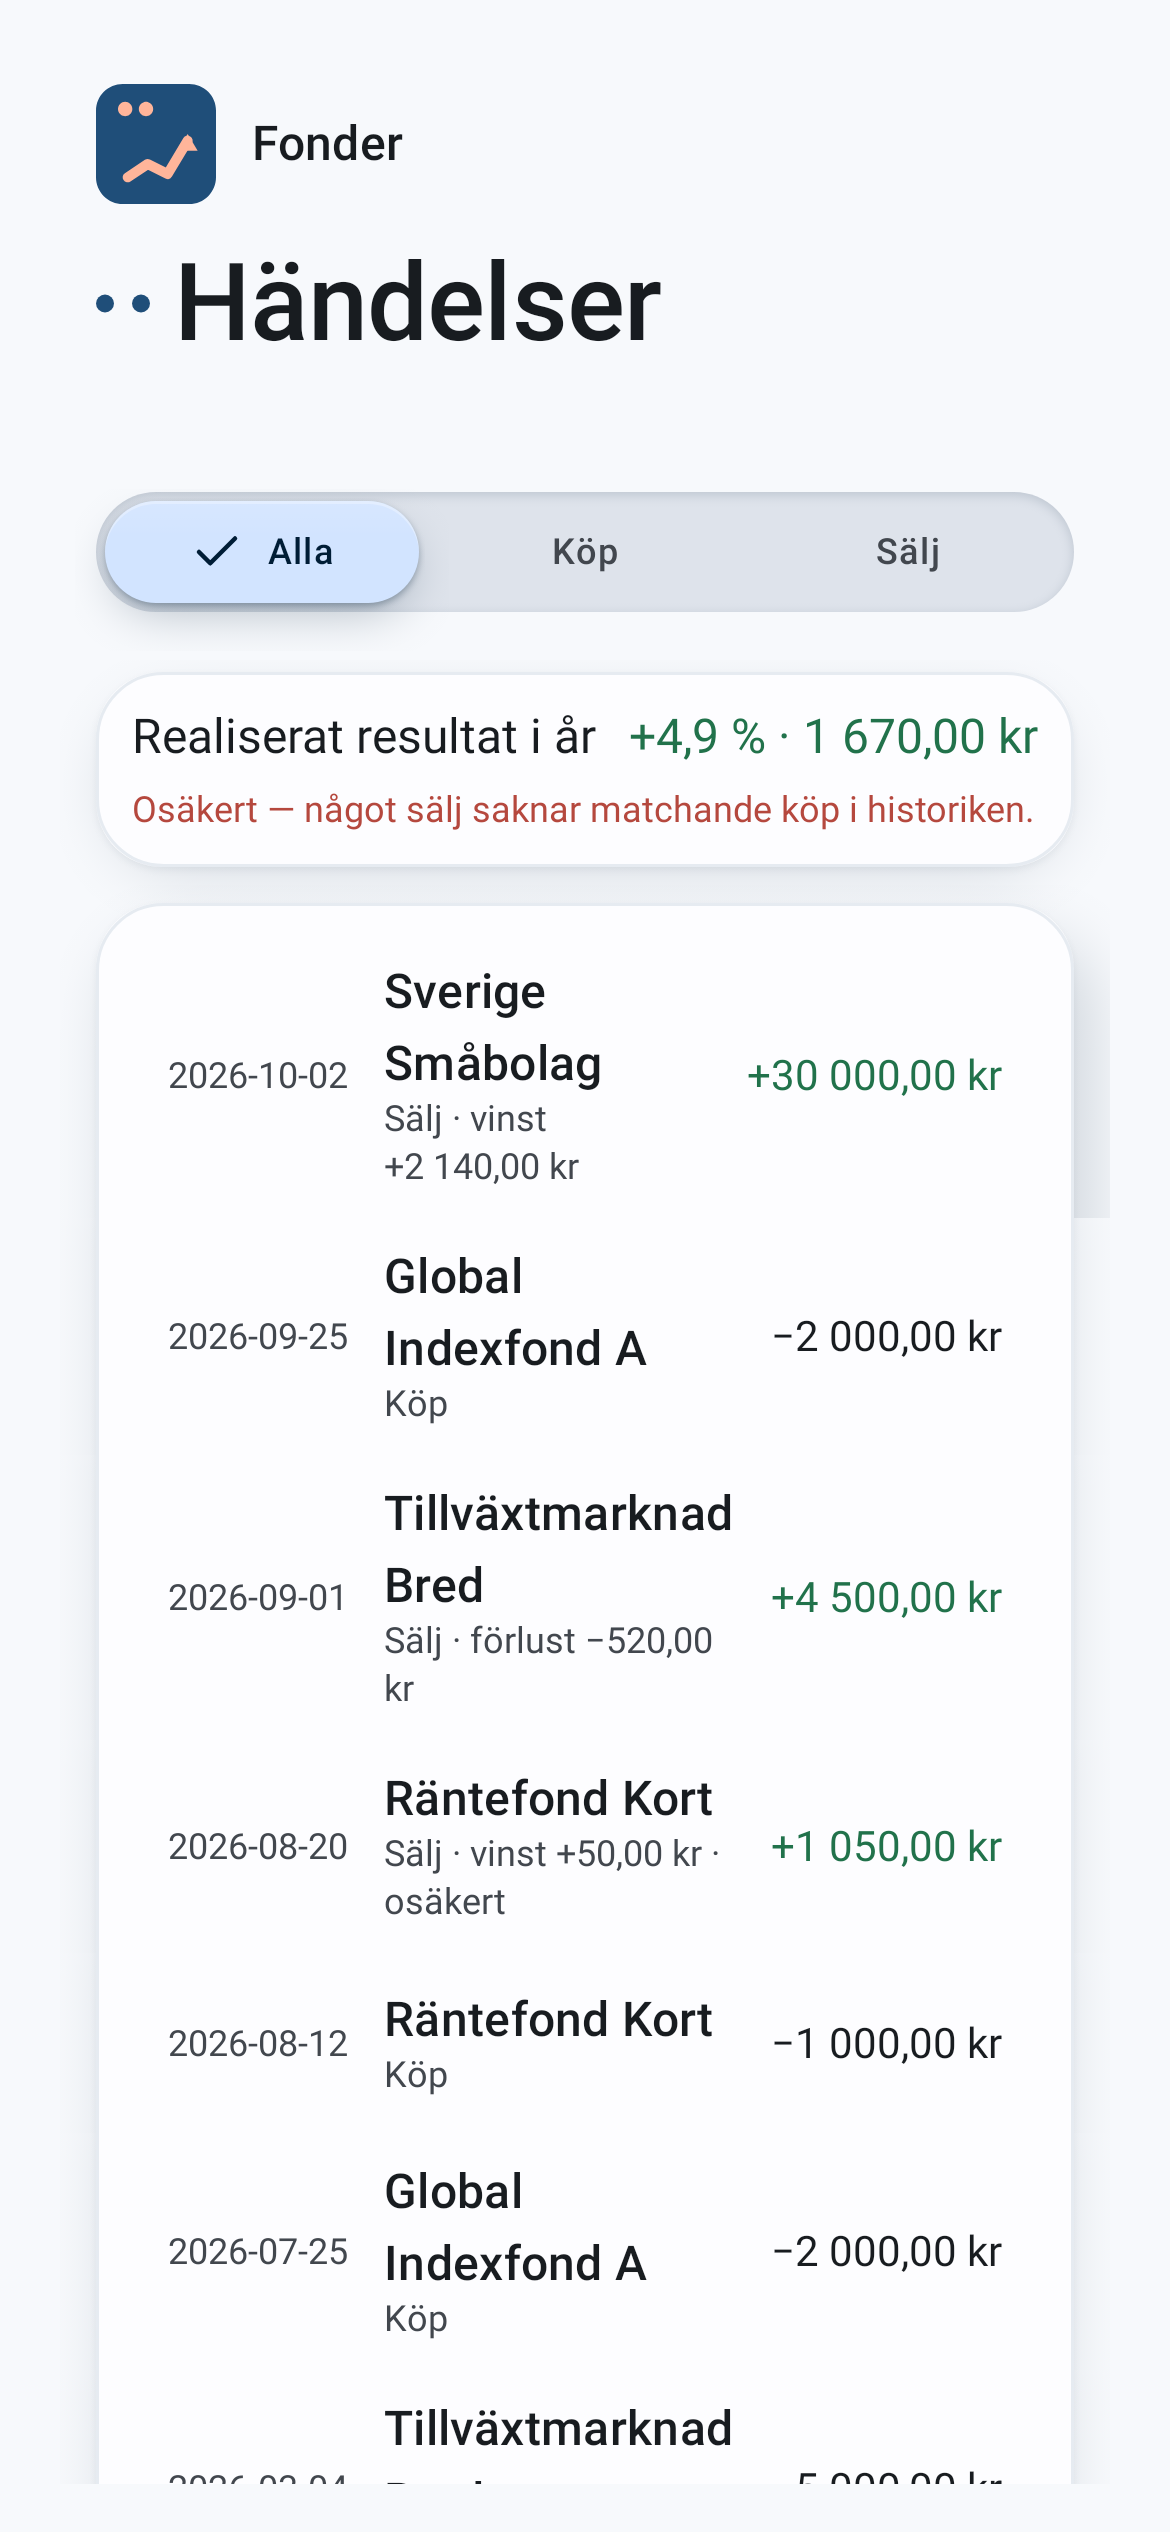 Fonder
Händelser
Alla
Köp
Sälj
Realiserat resultat i år +4,9 % · 1 670,00 kr
Osäkert — något sälj saknar matchande köp i historiken.
Sverige
Småbolag
2026-10-02
+30 000,00 kr
Sälj · vinst
+2 140,00 kr
Global
Indexfond A
2026-09-25
−2 000,00 kr
Köp
Tillväxtmarknad
Bred
2026-09-01
+4 500,00 kr
Sälj · förlust −520,00
kr
Räntefond Kort
2026-08-20
+1 050,00 kr
Sälj · vinst +50,00 kr ·
osäkert
Räntefond Kort
2026-08-12
−1 000,00 kr
Köp
Global
Indexfond A
2026-07-25
−2 000,00 kr
Köp
Tillväxtmarknad